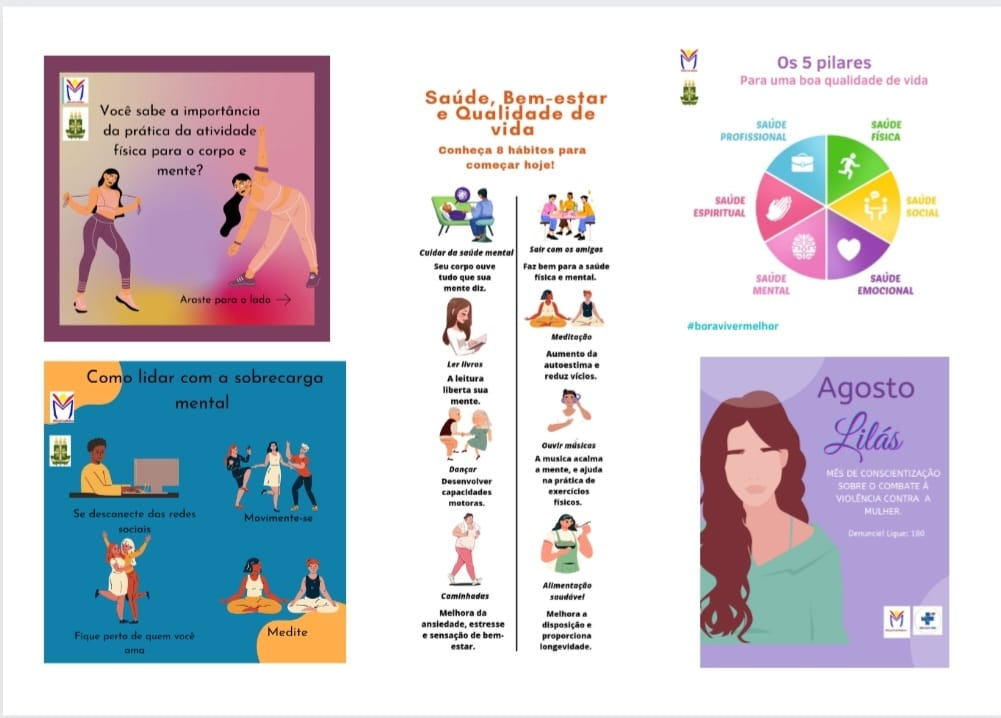 Você sabe a importância
da prática da atividade
física para o corpo e
mente?
Araste para o lado
Como lidar com a sobrecarga
mental
Se desconecte das redes
sociais
Movimente-se
Fique perto de quem você
ama
Medite
Saúde, Bem-estar
e Qualidade de
vida
Conheça 8 hábitos para
começar hoje!
Cuidar da saúde mental
Seu corpo ouve
tudo que sua
mente diz.
Ler livros
A leitura
liberta sua
mente.
Dançar
Desenvolver
capacidades
motoras.
Caminhadas
Melhora da
ansiedade, estresse
e sensação de bem-
estar.
Sair com os amigos
Faz bem para a saúde
física e mental.
Meditação
Aumento da
autoestima e
reduz vícios.
Ouvir músicas
A musica acalma
a mente, e ajuda
na prática de
exercícios
físicos.
Alimentação
saudável
Melhora a
disposição e
proporciona
longevidade.
Os 5 pilares
Para uma boa qualidade de vida
SAÚDE
PROFISSIONAL
SAÚDE
FÍSICA
SAÚDE
ESPIRITUAL
SAÚDE
SOCIAL
SAÚDE
MENTAL
SAÚDE
EMOCIONAL
#boravivermelhor
Agosto
Lilás
MÊS DE CONSCIENTIZAÇÃO
SOBRE O COMBATE À
VIOLÊNCIA CONTRA A
MULHER.
Denuncie! Ligue: 180